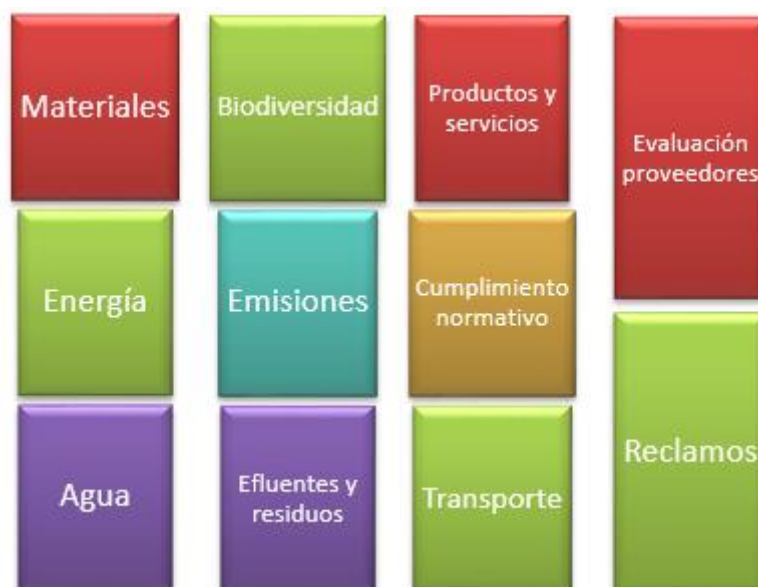 Materiales
Biodiversidad
Productos y
servicios
Evaluación
proveedores
Energía
Emisiones
Cumplimiento
normativo
Agua
Efluentes y
residuos
Transporte
Reclamos